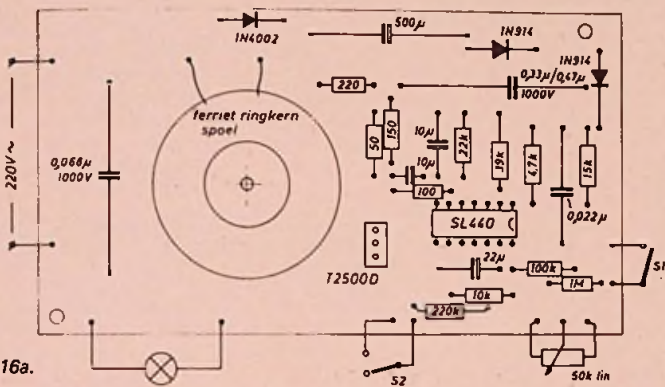 1N4002
500µ
1N914
1N914
220
0,33µ/0,47µ
1000V
ferriet ringkern
spoel
50
150
10µ
22k
39k
4,7k
15k
220V~
0,068µ
1000V
10µ
100
0,022µ
SL440
T2500D
22µ
100k
1M
S1
10k
220k
16a.
S2
50k lin